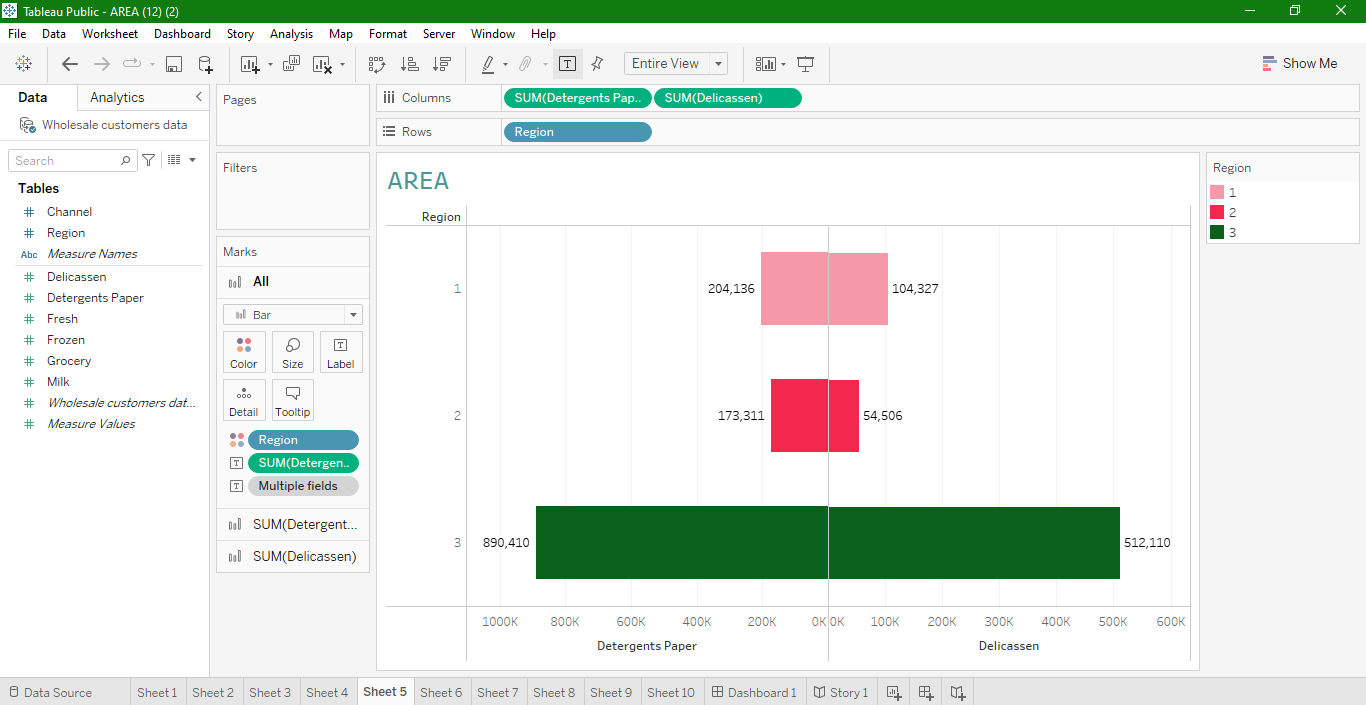 Tableau Public - AREA (12) (2)
File Data Worksheet Dashboard Story Analysis Map Format Server Window Help
Entire View
Show Me
Data Analytics
Wholesale customers data
Search
Tables
Channel
Region
Abc Measure Names
Delicassen
Detergents Paper
Fresh
Frozen
Grocery
Milk
Wholesale customers dat...
Measure Values
Pages
Filters
Marks
All
Bar
Color Size Label
Detail Tooltip
Region
SUM(Detergen..
Multiple fields
SUM(Detergent...
SUM(Delicassen)
Columns SUM(Detergents Pap.. SUM(Delicassen)
Rows Region
AREA
Region
1 204,136 104,327
2 173,311 54,506
3 890,410 512,110
1000K 800K 600K 400K 200K 0K 0K 100K 200K 300K 400K 500K 600K
Detergents Paper Delicassen
Region
1
2
3
Data Source Sheet 1 Sheet 2 Sheet 3 Sheet 4 Sheet 5 Sheet 6 Sheet 7 Sheet 8 Sheet 9 Sheet 10 Dashboard 1 Story 1